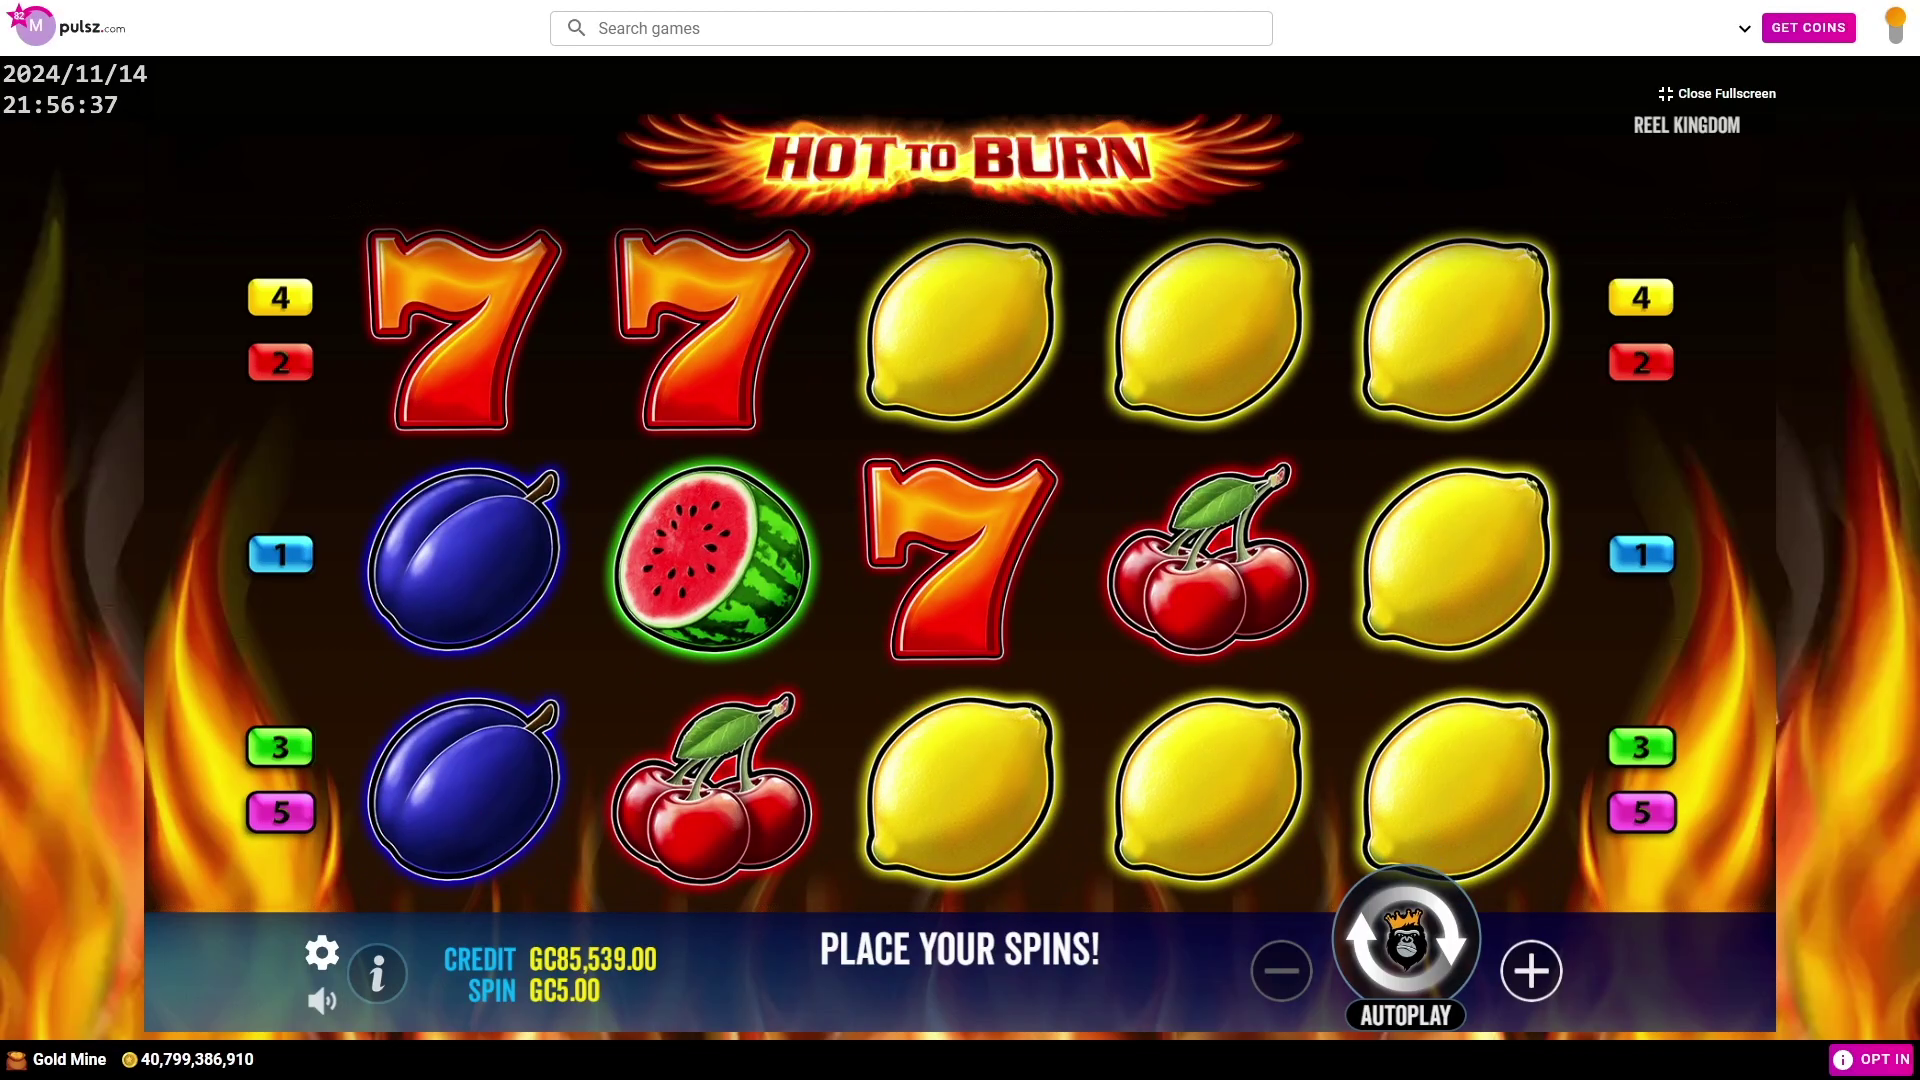 82
M
pulsz.com
Search games
GET COINS
2024/11/14
21:56:37
Close Fullscreen
REEL KINGDOM
HOT TO BURN
4
4
2
2
1
1
3
3
5
5
CREDIT GC85,539.00
SPIN GC5.00
PLACE YOUR SPINS!
AUTOPLAY
Gold Mine 40,799,386,910
OPT IN